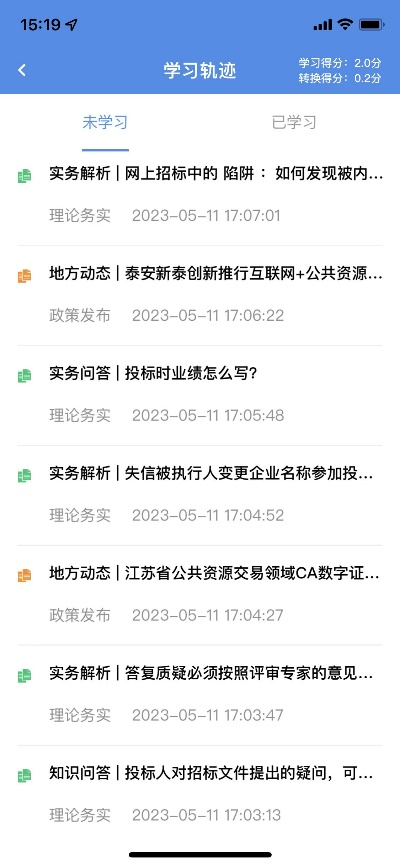 15:19
学习轨迹
学习得分：2.0分
转换得分：0.2分
未学习
已学习
实务解析 | 网上招标中的 陷阱 ：如何发现被内...
理论务实 2023-05-11 17:07:01
地方动态 | 泰安新泰创新推行互联网+公共资源...
政策发布 2023-05-11 17:06:22
实务问答 | 投标时业绩怎么写?
理论务实 2023-05-11 17:05:48
实务解析 | 失信被执行人变更企业名称参加投...
理论务实 2023-05-11 17:04:52
地方动态 | 江苏省公共资源交易领域CA数字证...
政策发布 2023-05-11 17:04:27
实务解析 | 答复质疑必须按照评审专家的意见...
理论务实 2023-05-11 17:03:47
知识问答 | 投标人对招标文件提出的疑问，可...
理论务实 2023-05-11 17:03:13